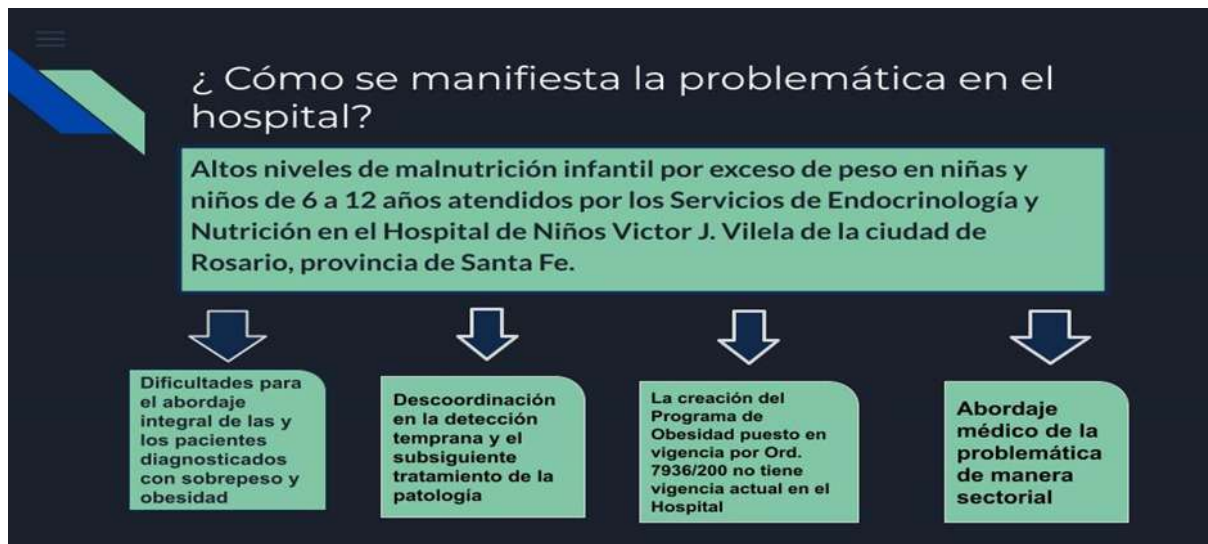 ¿ Cómo se manifiesta la problemática en el
hospital?
Altos niveles de malnutrición infantil por exceso de peso en niñas y
niños de 6 a 12 años atendidos por los Servicios de Endocrinología y
Nutrición en el Hospital de Niños Victor J. Vilela de la ciudad de
Rosario, provincia de Santa Fe.
Dificultades para
el abordaje
integral de las y
los pacientes
diagnosticados
con sobrepeso y
obesidad
Descoordinación
en la detección
temprana y el
subsiguiente
tratamiento de la
patología
La creación del
Programa de
Obesidad puesto en
vigencia por Ord.
7936/200 no tiene
vigencia actual en el
Hospital
Abordaje
médico de la
problemática
de manera
sectorial